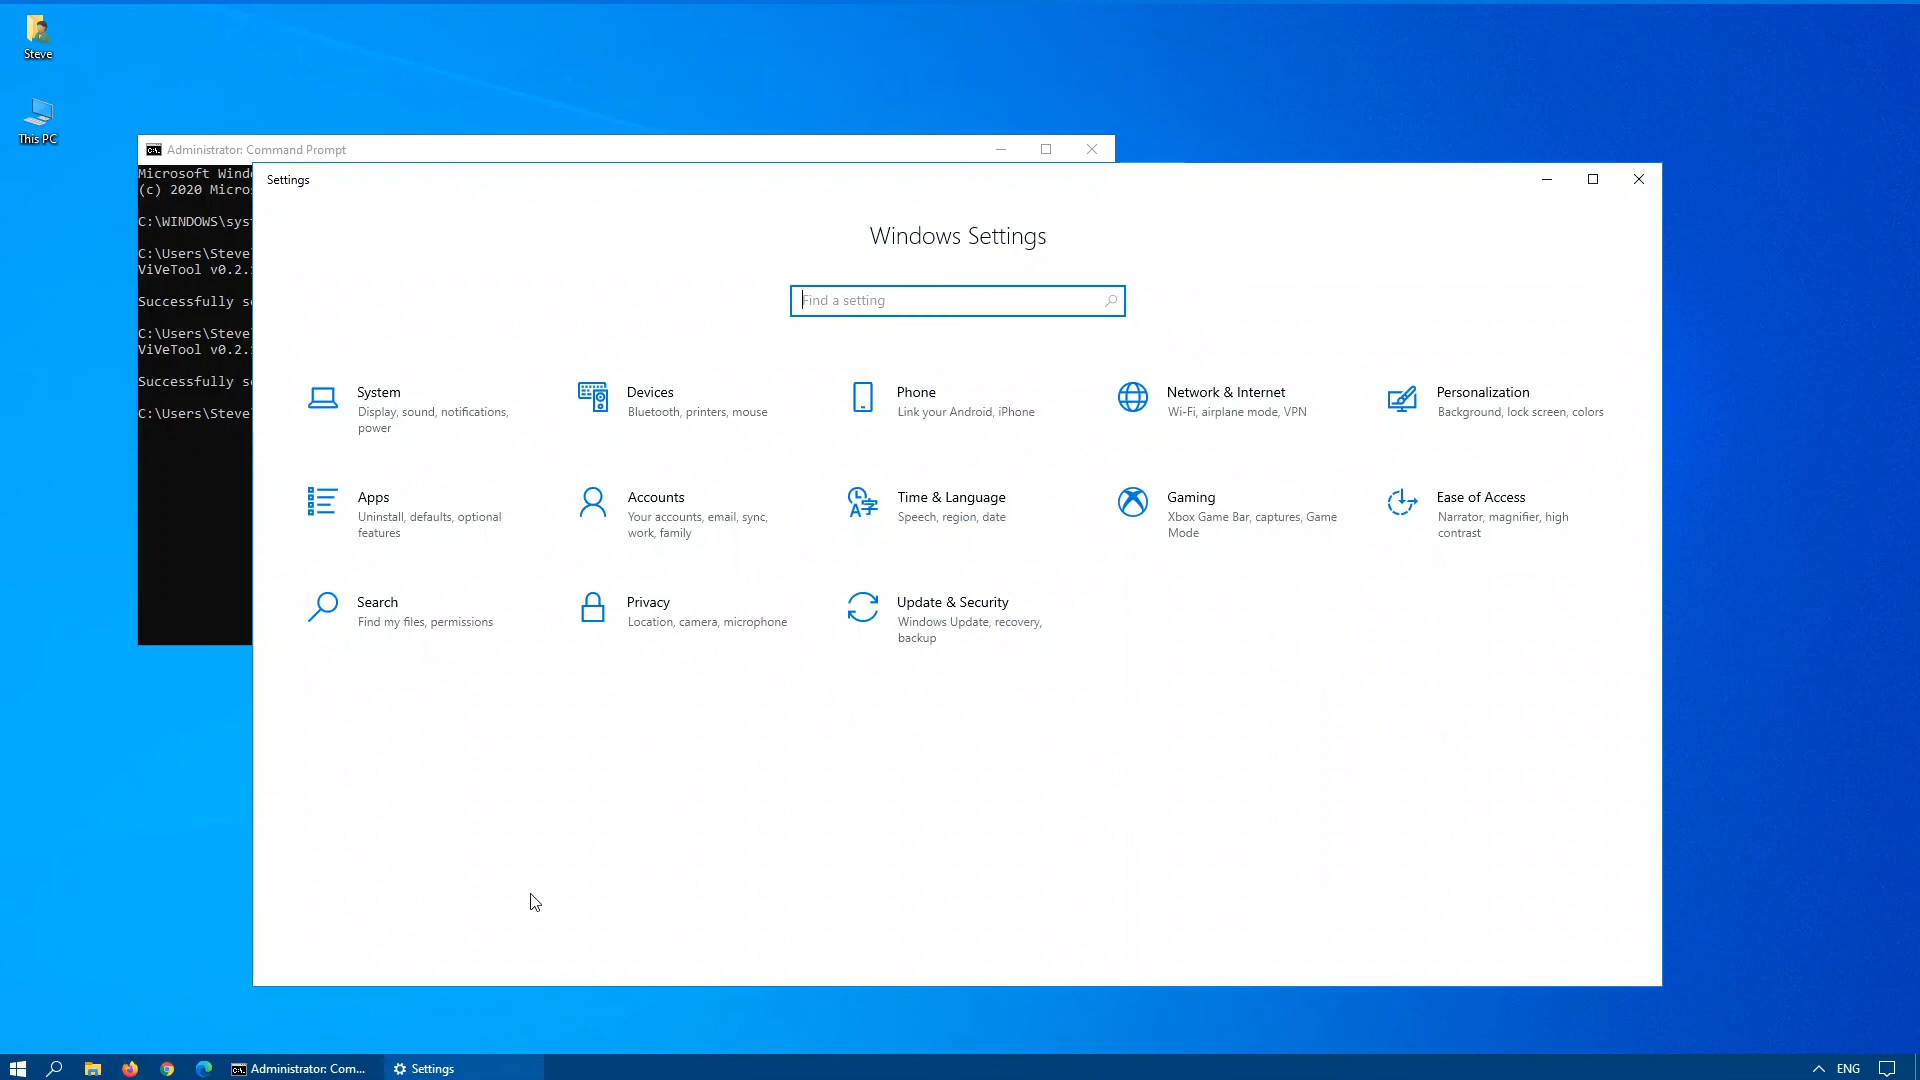 Steve
This PC
Administrator: Command Prompt
Microsoft Wind
(c) 2020 Micros
C:\WINDOWS\syst
C:\Users\Steve
ViVeTool v0.2.
Successfully se
C:\Users\Steve
ViVeTool v0.2.
Successfully se
C:\Users\Steve
Settings
Windows Settings
Find a setting
System
Display, sound, notifications,
power
Devices
Bluetooth, printers, mouse
Phone
Link your Android, iPhone
Network & Internet
Wi-Fi, airplane mode, VPN
Personalization
Background, lock screen, colors
Apps
Uninstall, defaults, optional
features
Accounts
Your accounts, email, sync,
work, family
Time & Language
Speech, region, date
Gaming
Xbox Game Bar, captures, Game
Mode
Ease of Access
Narrator, magnifier, high
contrast
Search
Find my files, permissions
Privacy
Location, camera, microphone
Update & Security
Windows Update, recovery,
backup
Administrator: Com...
Settings
ENG